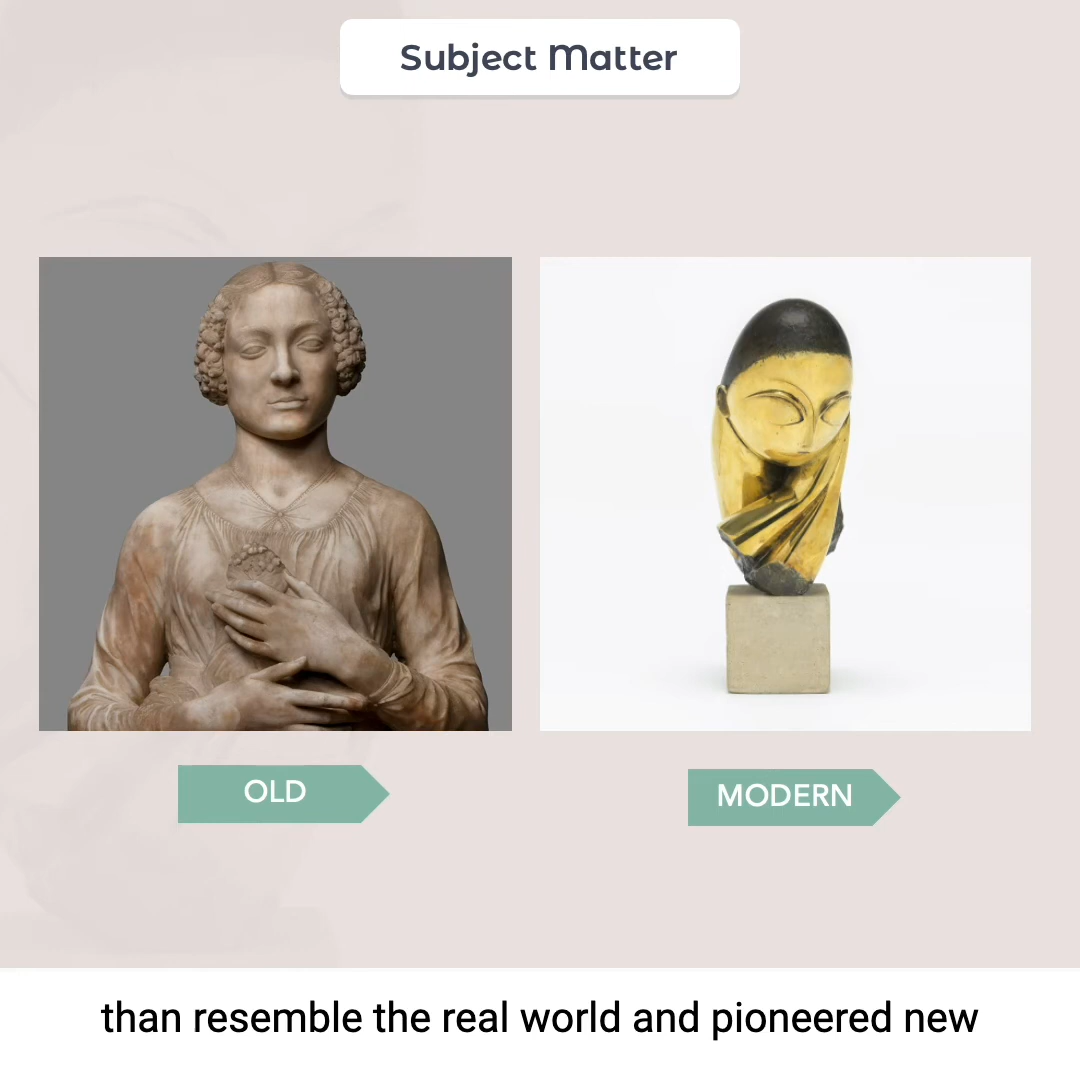 Subject Matter
OLD
MODERN
than resemble the real world and pioneered new